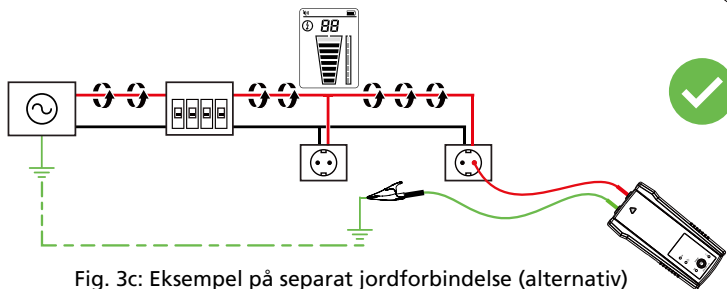 88
Fig. 3c: Eksempel på separat jordforbindelse (alternativ)